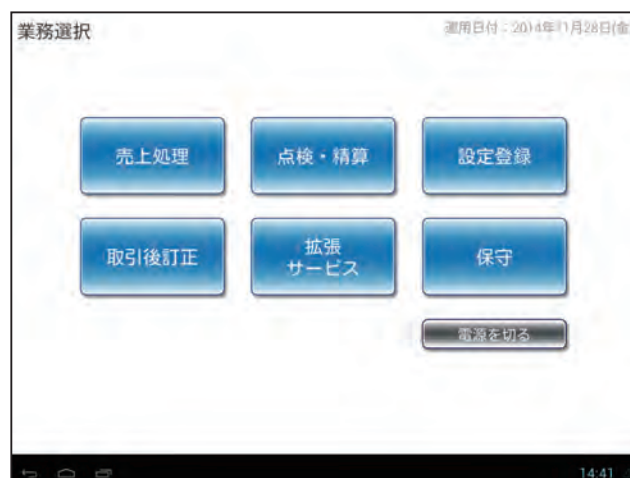 業務選択
運用日付：2014年11月28日(金
売上処理
点検・精算
設定登録
取引後訂正
拡張
サービス
保守
電源を切る
14:41